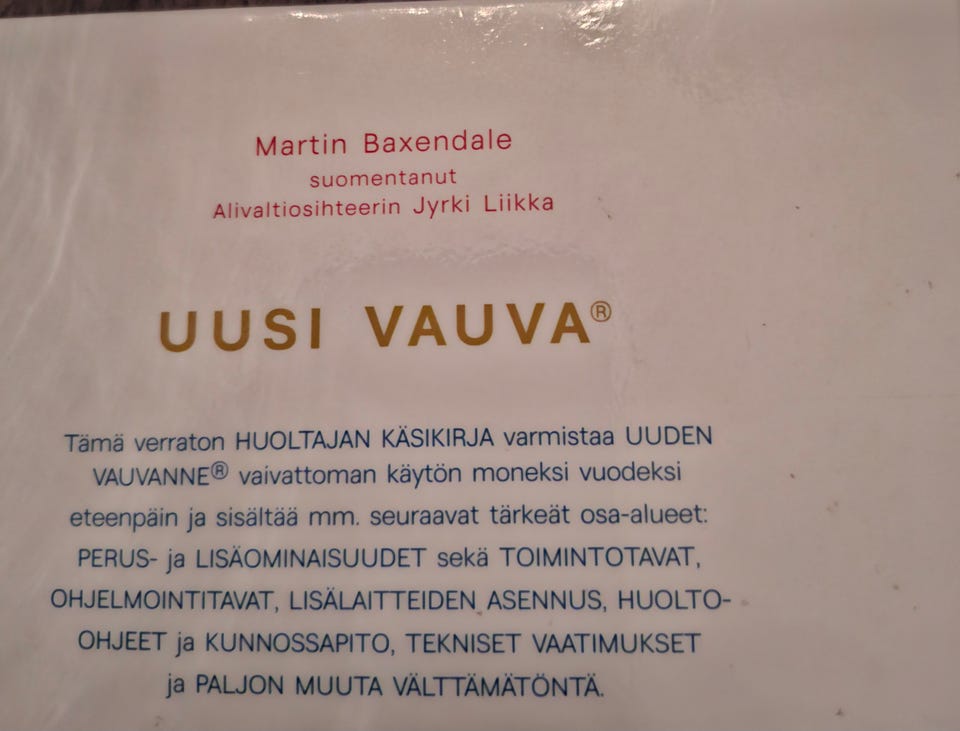 Martin Baxendale
suomentanut
Alivaltiosihteerin Jyrki Liikka
UUSI VAUVA®
Tämä verraton HUOLTAJAN KÄSIKIRJA varmistaa UUDEN
VAUVANNE® vaivattoman käytön moneksi vuodeksi
eteenpäin ja sisältää mm. seuraavat tärkeät osa-alueet:
PERUS- ja LISÄOMINAISUUDET sekä TOIMINTOTAVAT,
OHJELMOINTITAVAT, LISÄLAITTEIDEN ASENNUS, HUOLTO-
OHJEET ja KUNNOSSAPITO, TEKNISET VAATIMUKSET
ja PALJON MUUTA VÄLTTÄMÄTÖNTÄ.